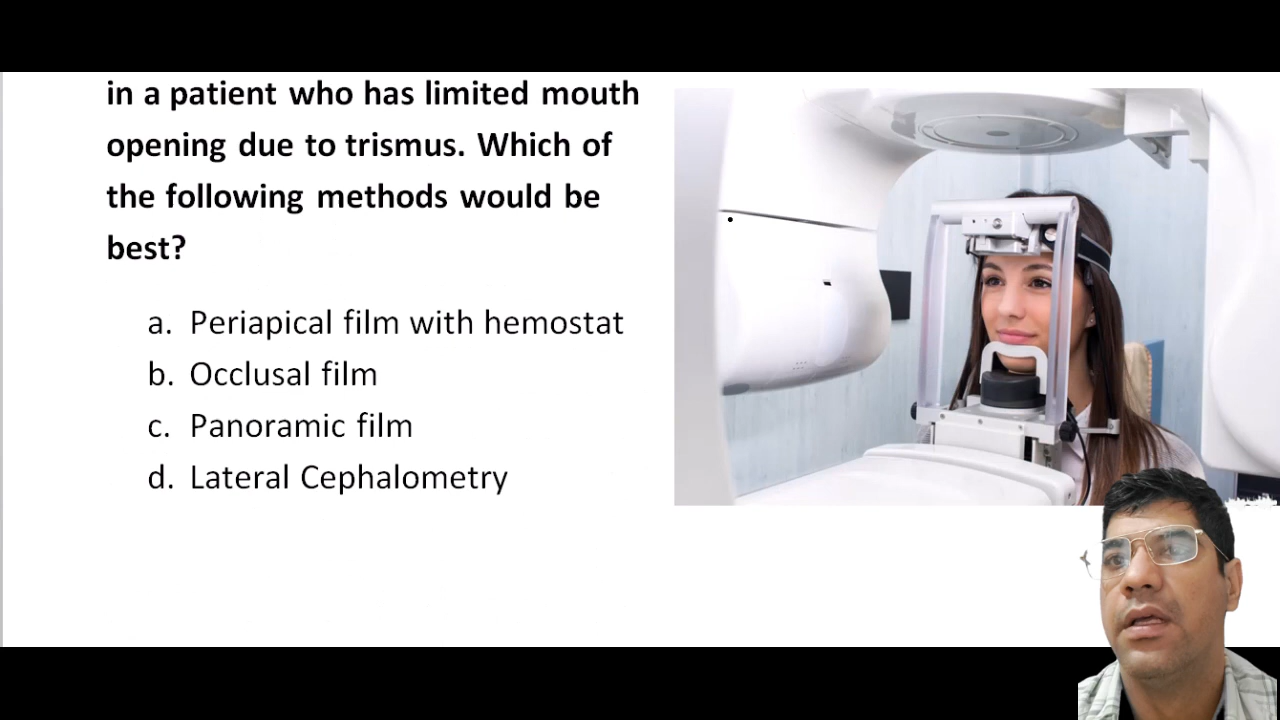 in a patient who has limited mouth
opening due to trismus. Which of
the following methods would be
best?
a. Periapical film with hemostat
b. Occlusal film
c. Panoramic film
d. Lateral Cephalometry